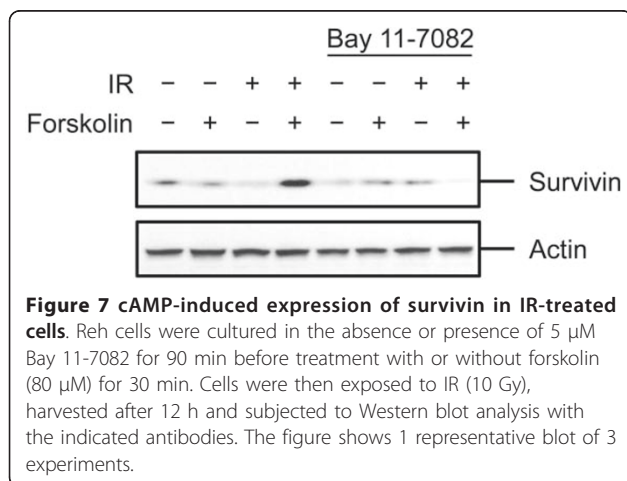 Bay 11-7082
IR – – + + – – + +
Forskolin – + – + – + – +
Survivin
Actin
Figure 7 cAMP-induced expression of survivin in IR-treated
cells. Reh cells were cultured in the absence or presence of 5 μM
Bay 11-7082 for 90 min before treatment with or without forskolin
(80 μM) for 30 min. Cells were then exposed to IR (10 Gy),
harvested after 12 h and subjected to Western blot analysis with
the indicated antibodies. The figure shows 1 representative blot of 3
experiments.